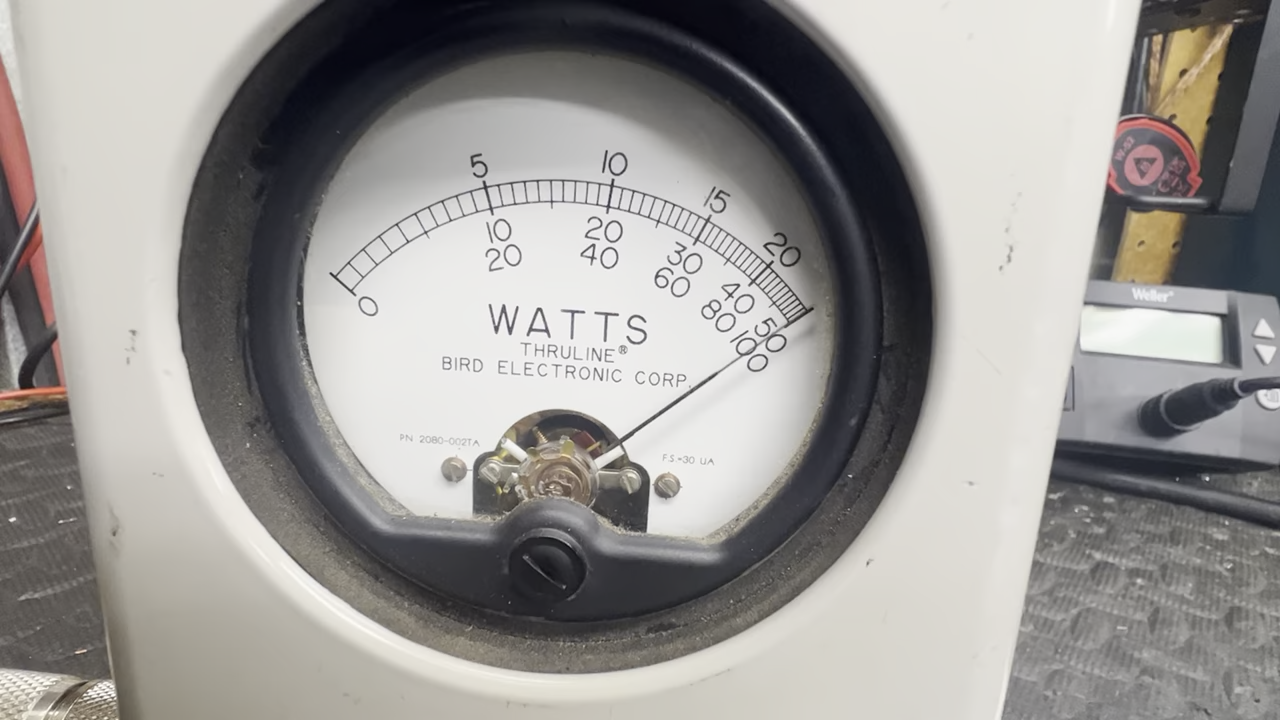 5 10 15 20
0 10 20 30 40 50
20 40 60 80 100
WATTS
THRULINE®
BIRD ELECTRONIC CORP.
PN 2080-002TA
F.S.=30 UA
Weller®